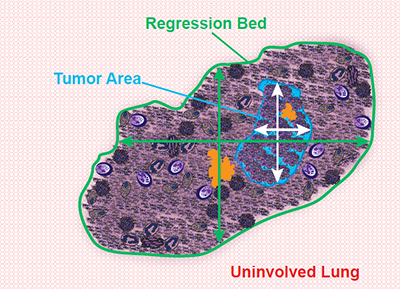 Regression Bed
Tumor Area
Uninvolved Lung